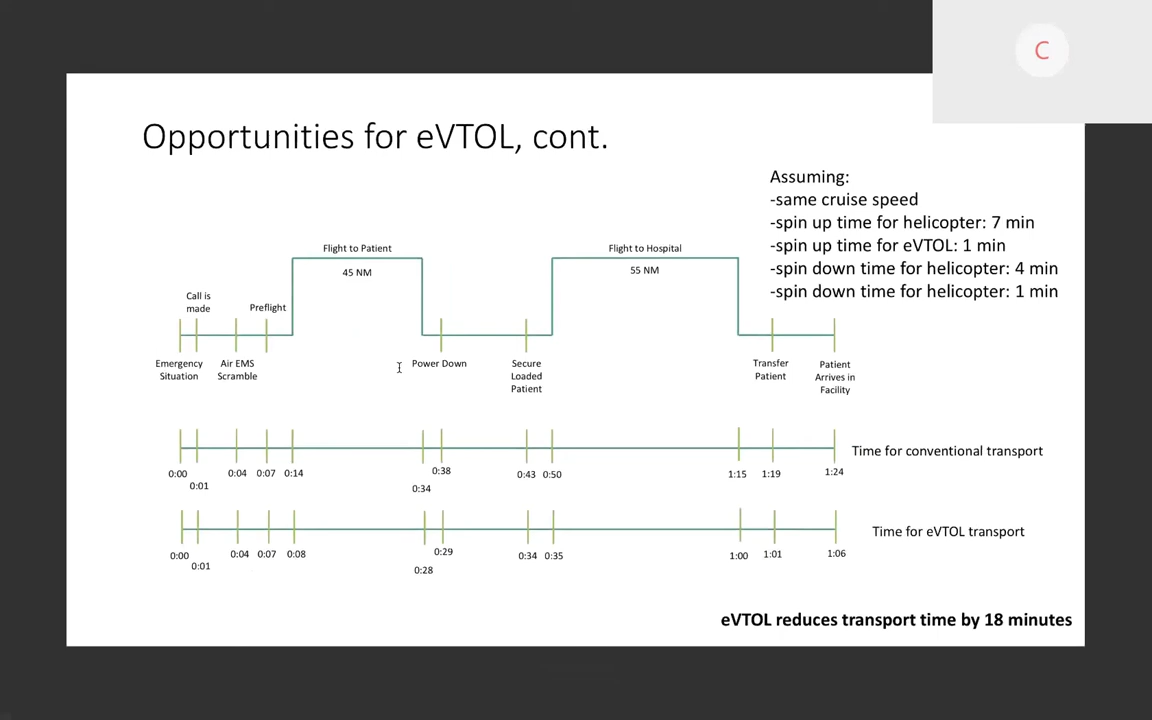 C
Opportunities for eVTOL, cont.
Assuming:
-same cruise speed
-spin up time for helicopter: 7 min
-spin up time for eVTOL: 1 min
-spin down time for helicopter: 4 min
-spin down time for helicopter: 1 min
Flight to Patient
45 NM
Flight to Hospital
55 NM
Call is
made
Preflight
Emergency
Situation
Air EMS
Scramble
Power Down
Secure
Loaded
Patient
Transfer
Patient
Patient
Arrives in
Facility
Time for conventional transport
0:00
0:01
0:04
0:07
0:14
0:34
0:38
0:43
0:50
1:15
1:19
1:24
Time for eVTOL transport
0:00
0:01
0:04
0:07
0:08
0:28
0:29
0:34
0:35
1:00
1:01
1:06
eVTOL reduces transport time by 18 minutes